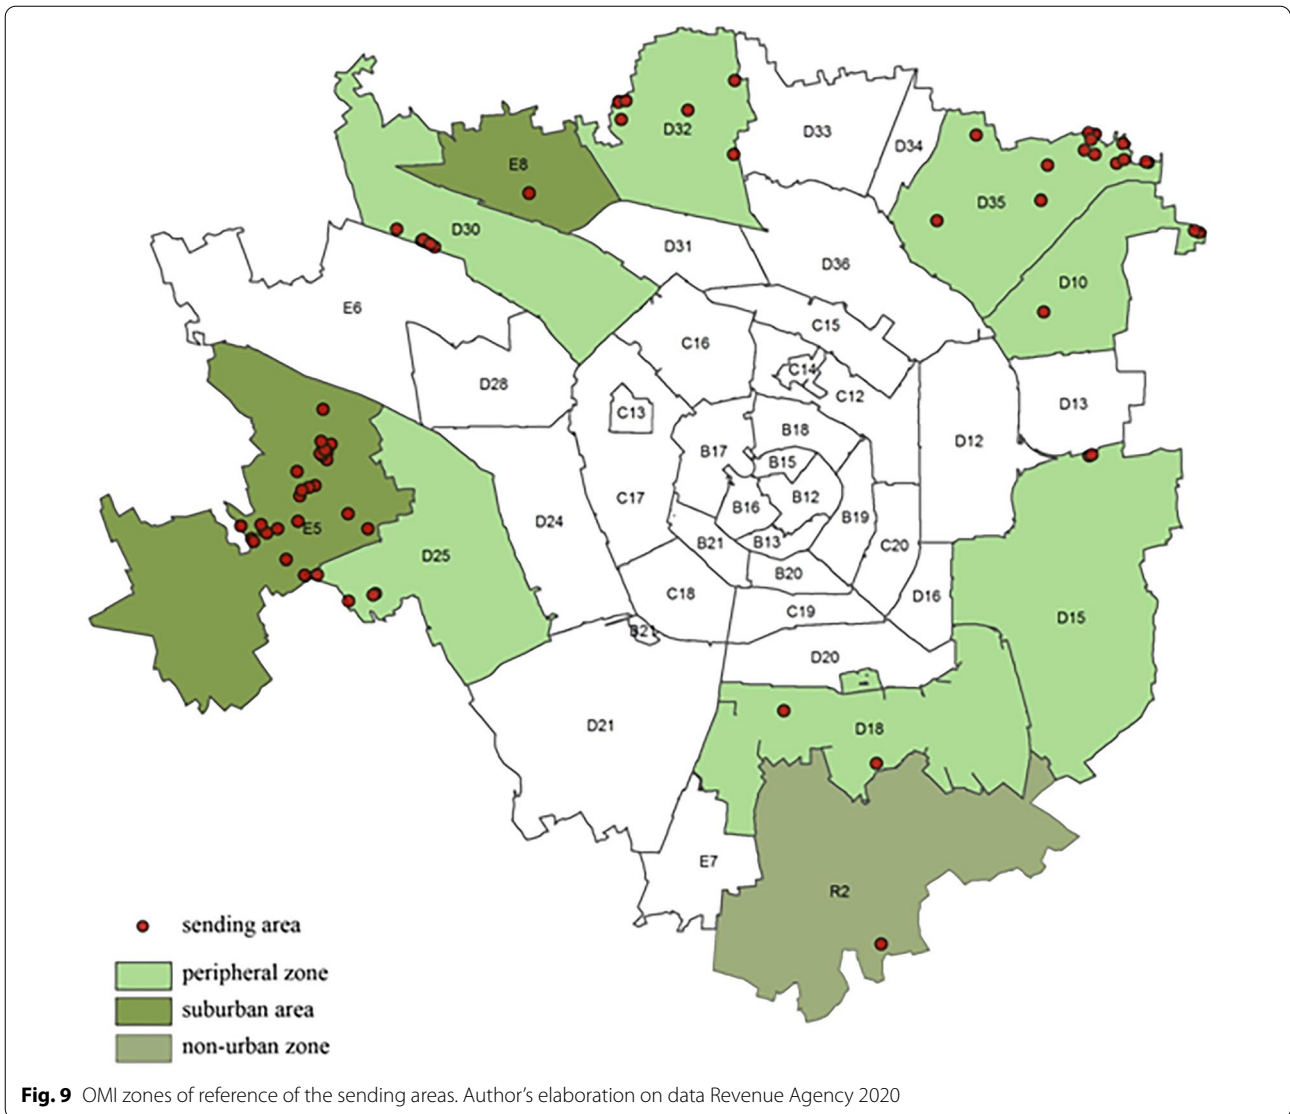 D32
D33
D34
E8
D35
D30
D31
D36
D10
E6
C15
C16
C14
D28
C12
D13
C13
B18
D12
B17
B15
B12
C17
B16
B19
D24
E5
B13
B21
C20
D25
B20
C18
D16
C19
D15
B21
D20
D21
D18
E7
R2
sending area
peripheral zone
suburban area
non-urban zone
Fig. 9 OMI zones of reference of the sending areas. Author's elaboration on data Revenue Agency 2020